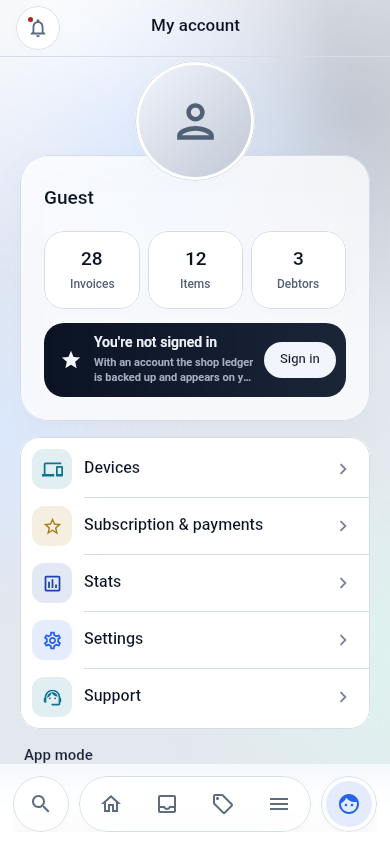 My account
Guest
28
Invoices
12
Items
3
Debtors
You're not signed in
With an account the shop ledger
is backed up and appears on y…
Sign in
Devices
Subscription & payments
Stats
Settings
Support
App mode